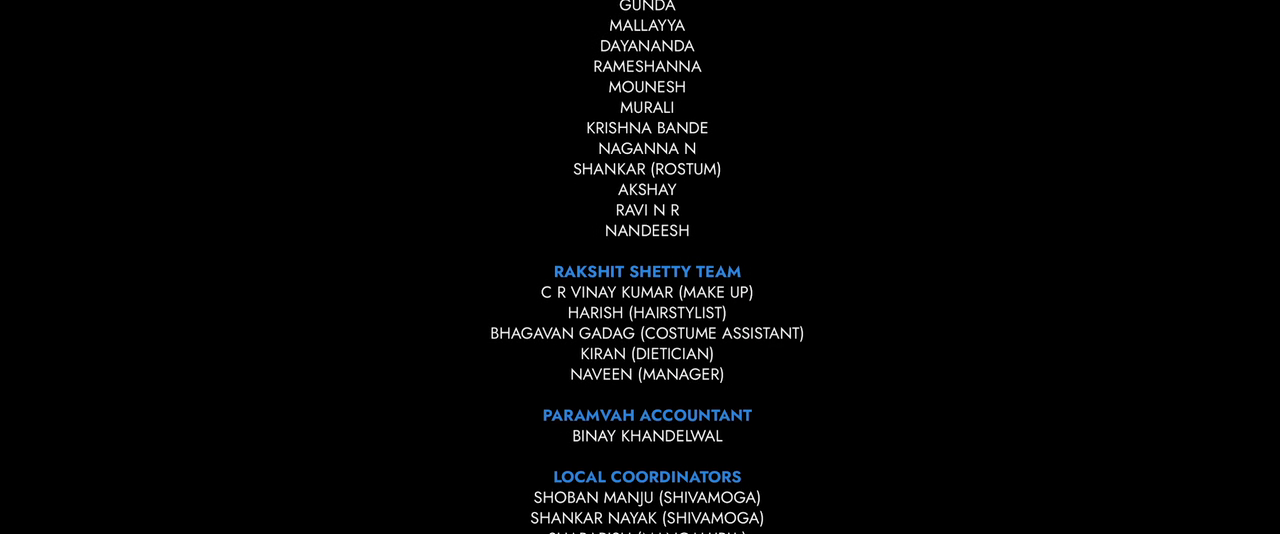 GUNDA
MALLAYYA
DAYANANDA
RAMESHANNA
MOUNESH
MURALI
KRISHNA BANDE
NAGANNA N
SHANKAR (ROSTUM)
AKSHAY
RAVI N R
NANDEESH
RAKSHIT SHETTY TEAM
C R VINAY KUMAR (MAKE UP)
HARISH (HAIRSTYLIST)
BHAGAVAN GADAG (COSTUME ASSISTANT)
KIRAN (DIETICIAN)
NAVEEN (MANAGER)
PARAMVAH ACCOUNTANT
BINAY KHANDELWAL
LOCAL COORDINATORS
SHOBAN MANJU (SHIVAMOGA)
SHANKAR NAYAK (SHIVAMOGA)